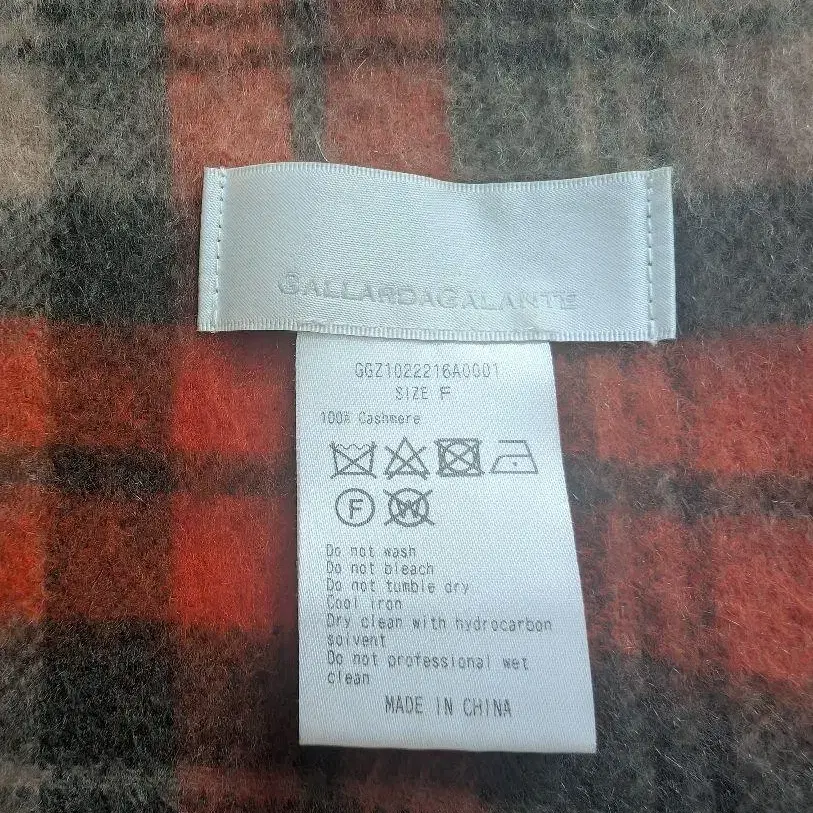 GALLARDAGALANTE
GGZ1022216A0001
SIZE F
100% Cashmere
F
W
Do not wash
Do not bleach
Do not tumble dry
Cool iron
Dry clean with hydrocarbon
solvent
Do not professional wet
clean
MADE IN CHINA